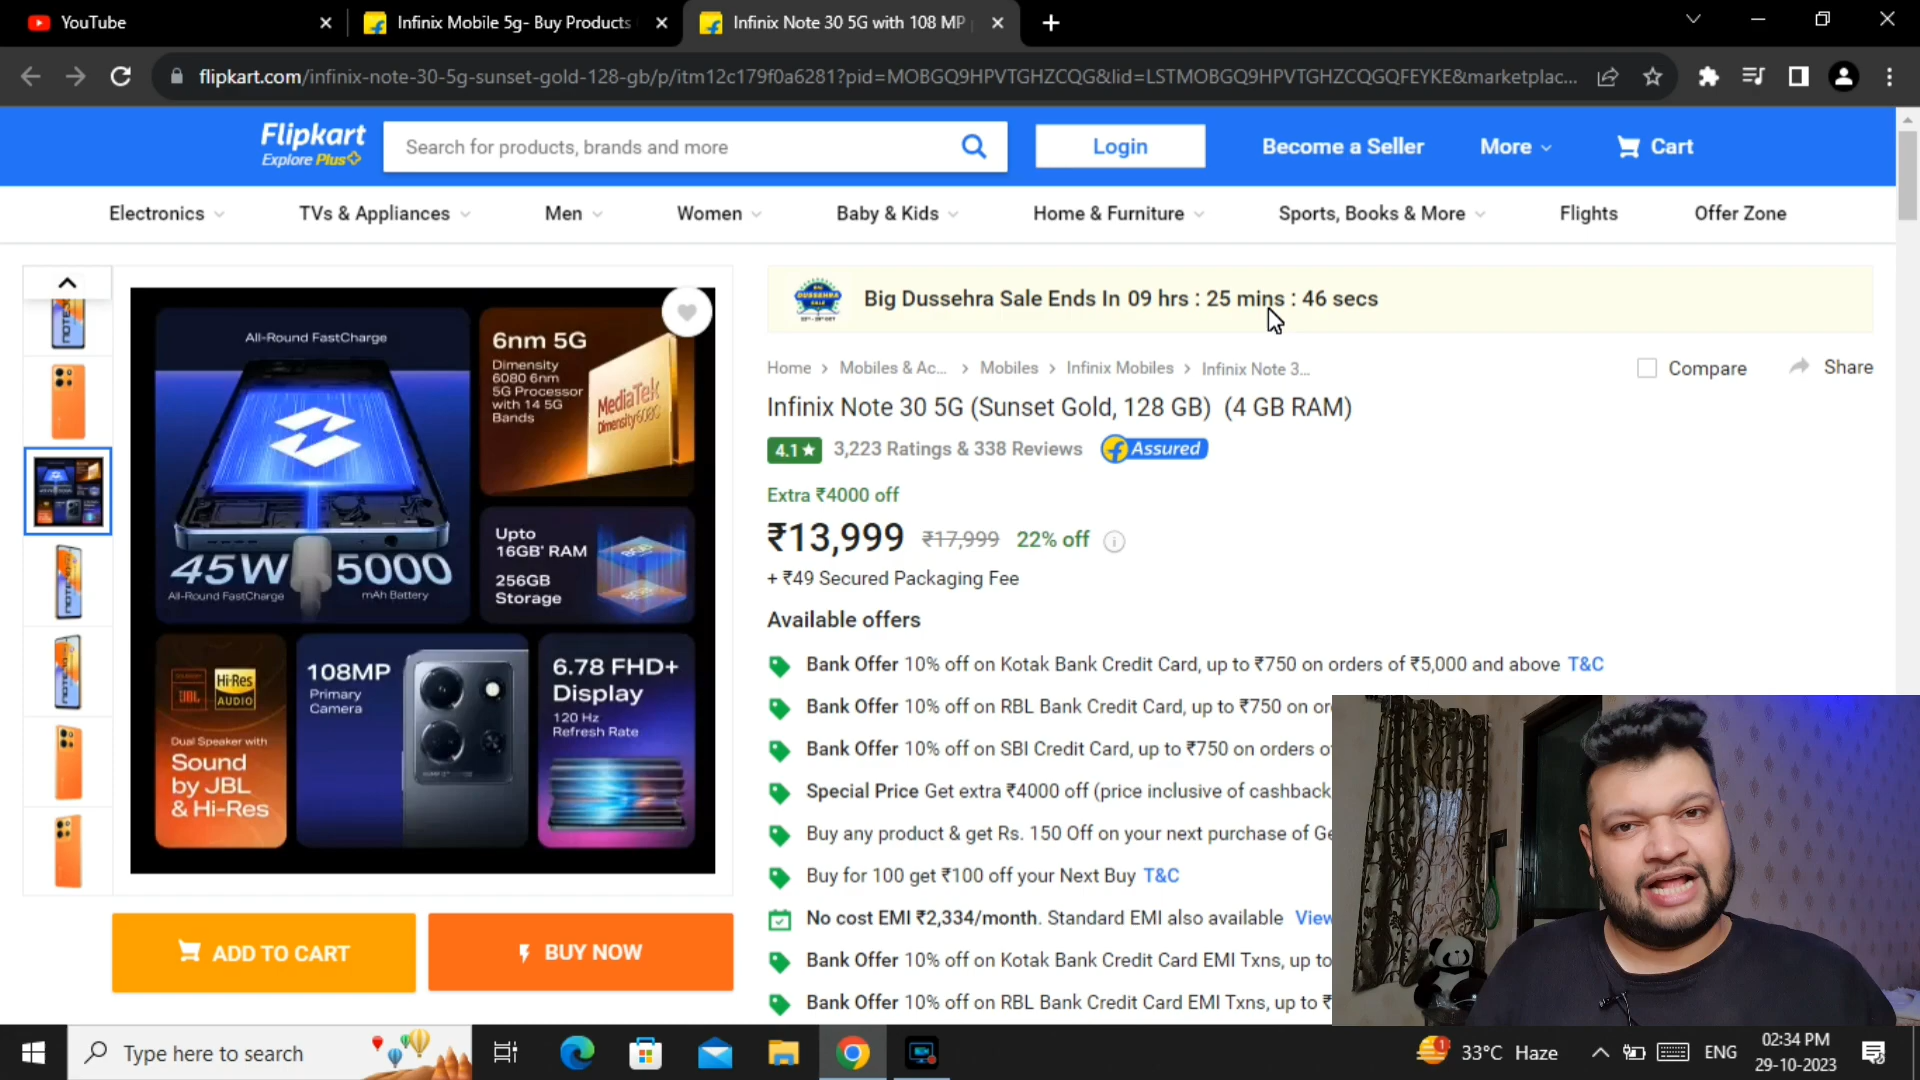 YouTube
Infinix Mobile 5g- Buy Products
Infinix Note 30 5G with 108 MP
flipkart.com/infinix-note-30-5g-sunset-gold-128-gb/p/itm12c179f0a6281?pid=MOBGQ9HPVTGHZCQG&lid=LSTMOBGQ9HPVTGHZCQGQFEYKE&marketplac...
Flipkart
Explore Plus
Search for products, brands and more
Login
Become a Seller
More
Cart
Electronics
TVs & Appliances
Men
Women
Baby & Kids
Home & Furniture
Sports, Books & More
Flights
Offer Zone
All-Round FastCharge
45W 5000
All-Round FastCharge mAh Battery
6nm 5G
Dimensity
6080 6nm
5G Processor
with 14 5G
Bands
MediaTek
Dimensity6080
Upto
16GB* RAM
256GB
Storage
JBL
Hi-Res
AUDIO
Dual Speaker with
Sound
by JBL
& Hi-Res
108MP
Primary
Camera
6.78 FHD+
Display
120 Hz
Refresh Rate
ADD TO CART
BUY NOW
BIG
DUSSEHRA
SALE
Big Dussehra Sale Ends In 09 hrs : 25 mins : 46 secs
Home > Mobiles & Ac... > Mobiles > Infinix Mobiles > Infinix Note 3...
Compare
Share
Infinix Note 30 5G (Sunset Gold, 128 GB) (4 GB RAM)
4.1★ 3,223 Ratings & 338 Reviews Assured
Extra ₹4000 off
₹13,999 ₹17,999 22% off
+ ₹49 Secured Packaging Fee
Available offers
Bank Offer 10% off on Kotak Bank Credit Card, up to ₹750 on orders of ₹5,000 and above T&C
Bank Offer 10% off on RBL Bank Credit Card, up to ₹750 on or
Bank Offer 10% off on SBI Credit Card, up to ₹750 on orders o
Special Price Get extra ₹4000 off (price inclusive of cashback
Buy any product & get Rs. 150 Off on your next purchase of Ge
Buy for 100 get ₹100 off your Next Buy T&C
No cost EMI ₹2,334/month. Standard EMI also available View
Bank Offer 10% off on Kotak Bank Credit Card EMI Txns, up to
Bank Offer 10% off on RBL Bank Credit Card EMI Txns, up to ₹
Type here to search
1
33°C Haze
ENG
02:34 PM
29-10-2023